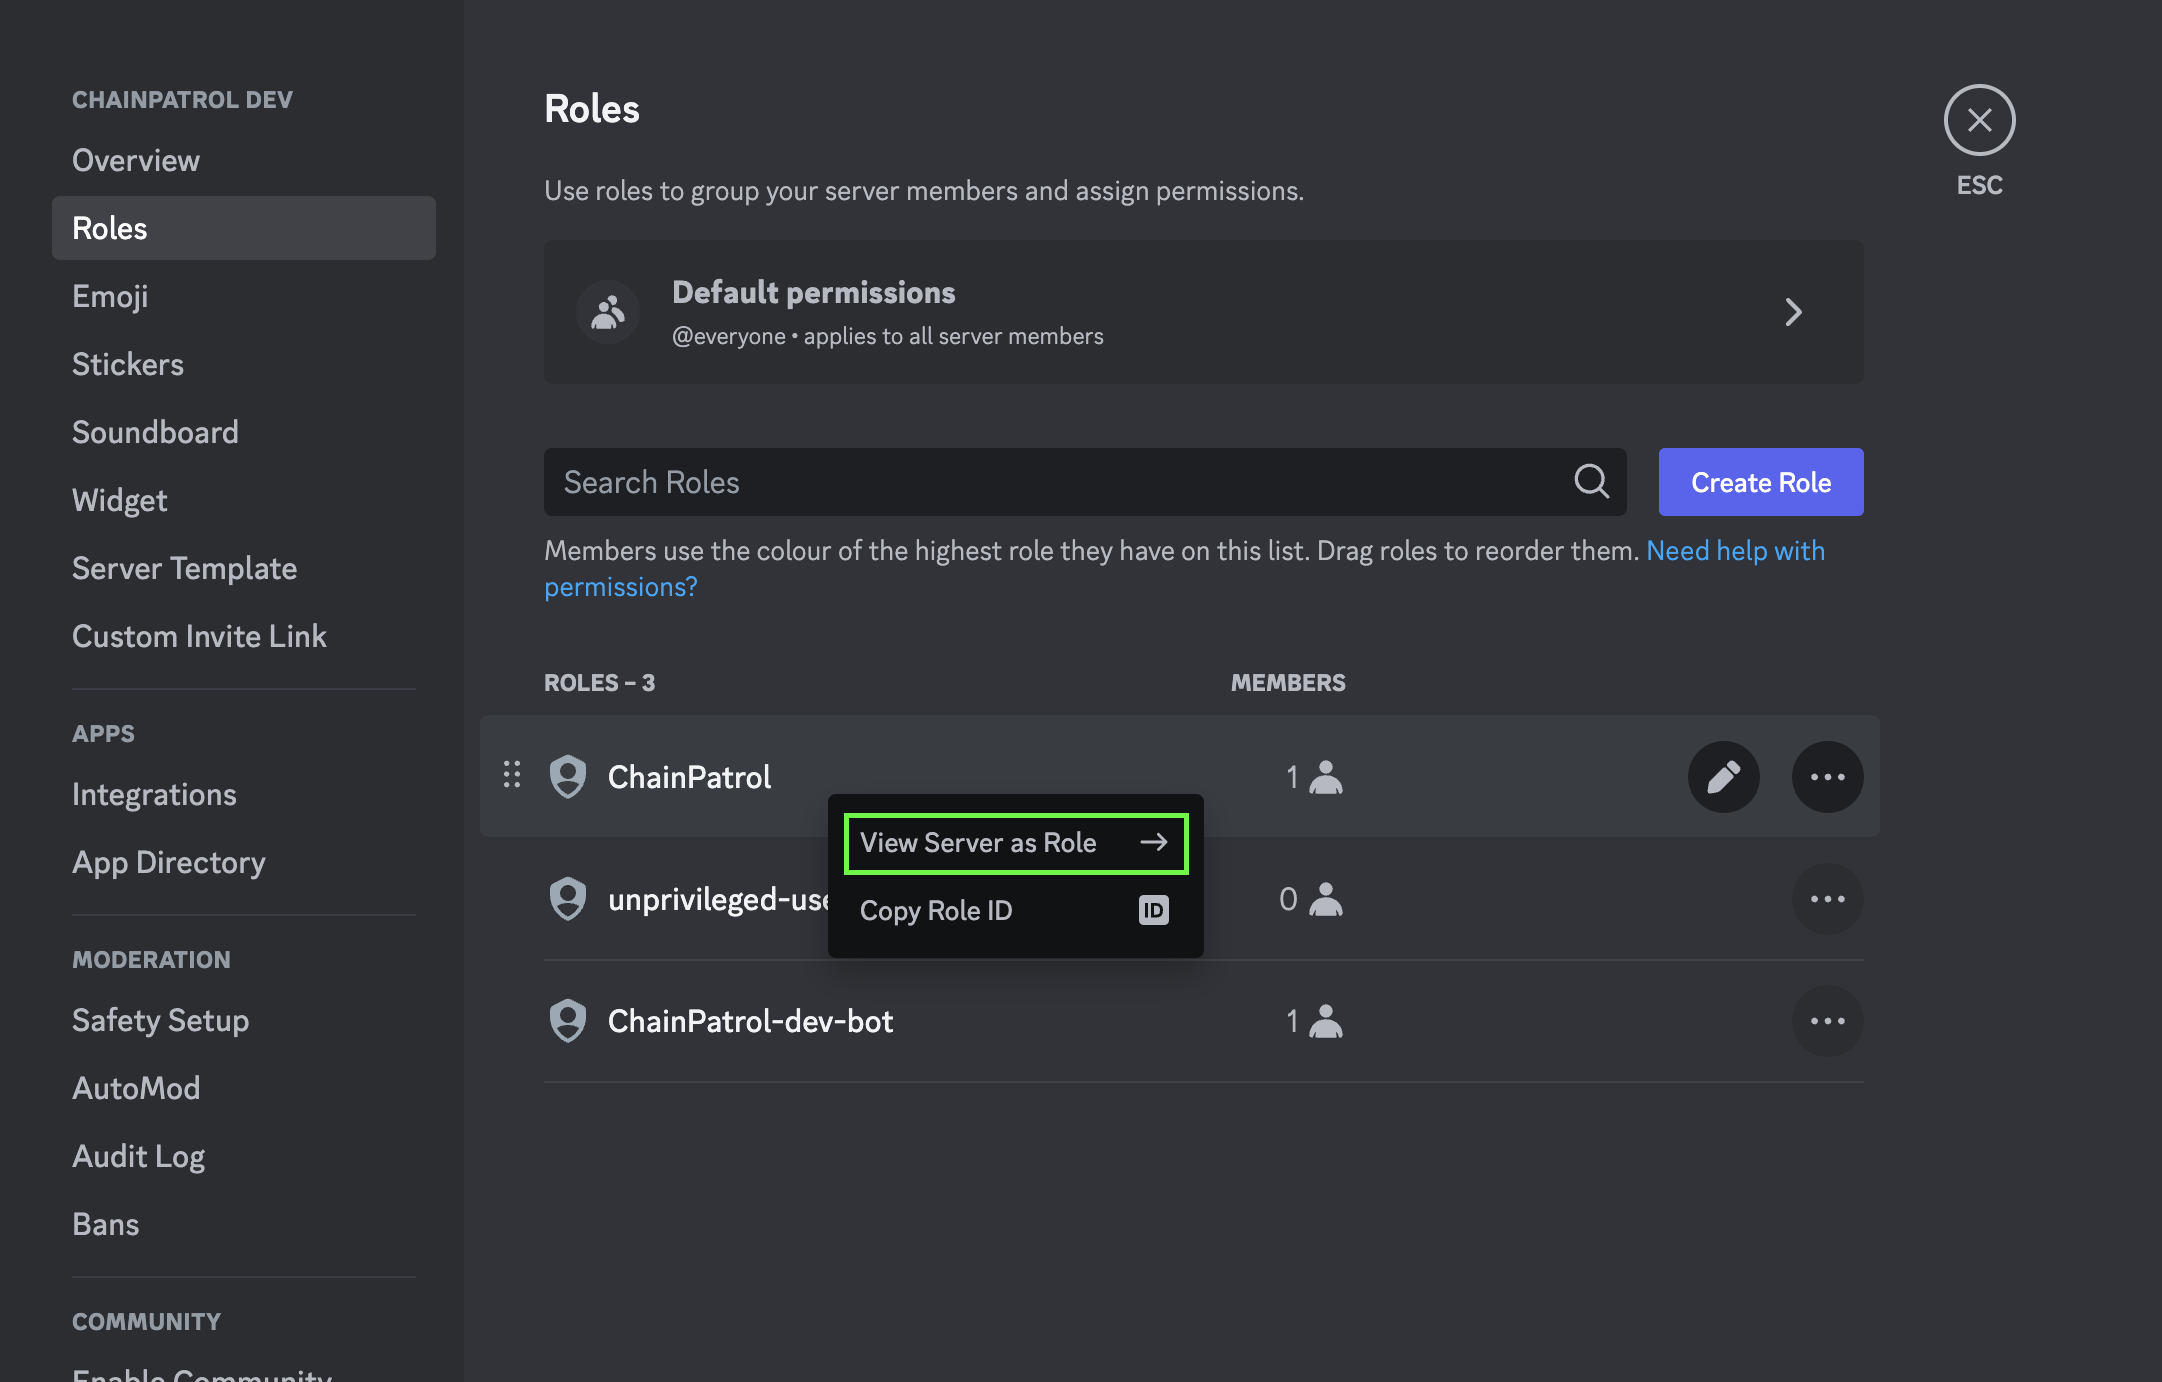 CHAINPATROL DEV
Overview
Roles
Emoji
Stickers
Soundboard
Widget
Server Template
Custom Invite Link
APPS
Integrations
App Directory
MODERATION
Safety Setup
AutoMod
Audit Log
Bans
COMMUNITY
Enable Community
Roles
Use roles to group your server members and assign permissions.
Default permissions
@everyone • applies to all server members
Search Roles
Create Role
Members use the colour of the highest role they have on this list. Drag roles to reorder them. Need help with
permissions?
ROLES – 3
MEMBERS
ChainPatrol
1
View Server as Role
Copy Role ID
ID
unprivileged-use
0
ChainPatrol-dev-bot
1
ESC